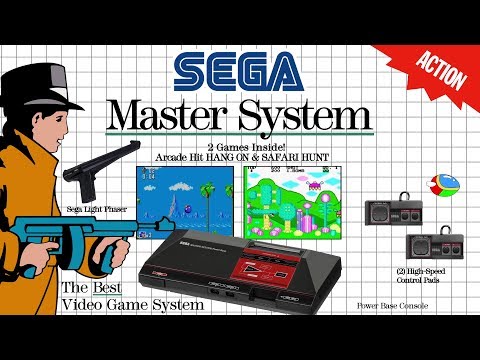 SEGA
ACTION
Master System
2 Games Inside!
Arcade Hit HANG ON & SAFARI HUNT
Sega Light Phaser
(2) High-Speed
Control Pads
The Best
Video Game System
Power Base Console